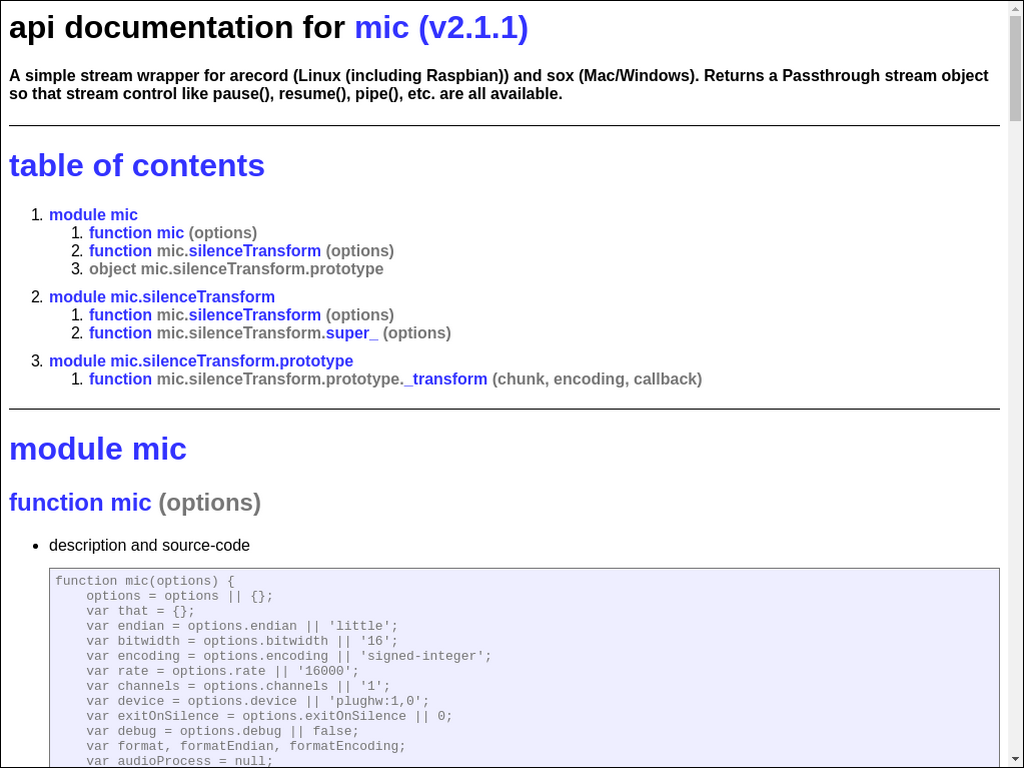 api documentation for mic (v2.1.1)
A simple stream wrapper for arecord (Linux (including Raspbian)) and sox (Mac/Windows). Returns a Passthrough stream object
so that stream control like pause(), resume(), pipe(), etc. are all available.
table of contents
1. module mic
1. function mic (options)
2. function mic.silenceTransform (options)
3. object mic.silenceTransform.prototype
2. module mic.silenceTransform
1. function mic.silenceTransform (options)
2. function mic.silenceTransform.super_ (options)
3. module mic.silenceTransform.prototype
1. function mic.silenceTransform.prototype._transform (chunk, encoding, callback)
module mic
function mic (options)
• description and source-code
function mic(options) {
    options = options || {};
    var that = {};
    var endian = options.endian || 'little';
    var bitwidth = options.bitwidth || '16';
    var encoding = options.encoding || 'signed-integer';
    var rate = options.rate || '16000';
    var channels = options.channels || '1';
    var device = options.device || 'plughw:1,0';
    var exitOnSilence = options.exitOnSilence || 0;
    var debug = options.debug || false;
    var format, formatEndian, formatEncoding;
    var audioProcess = null;